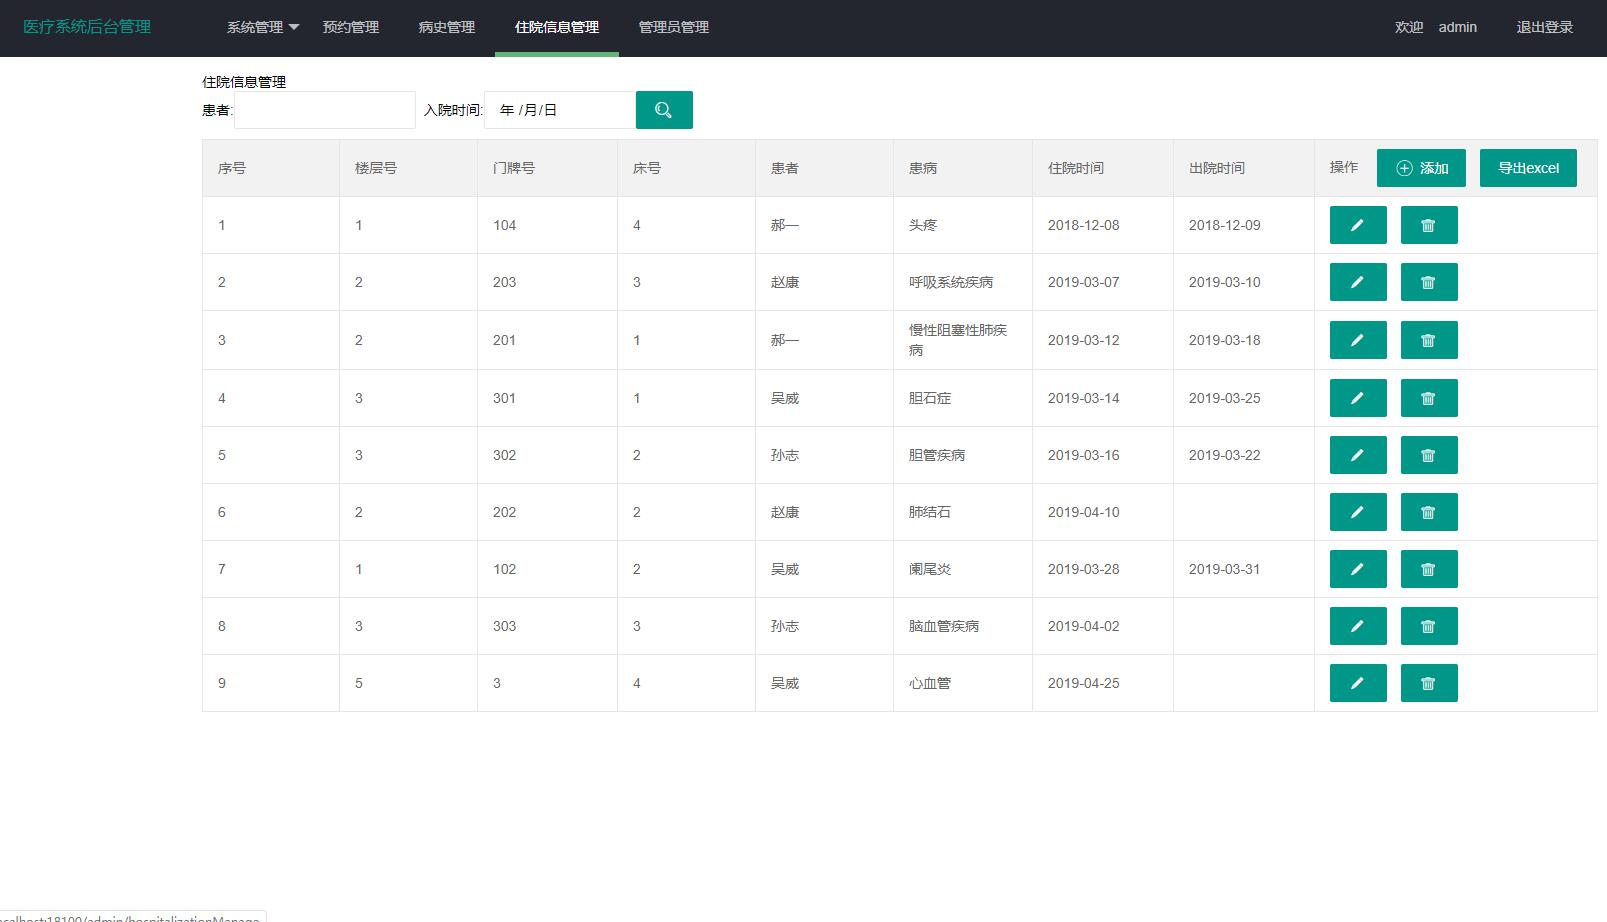 医疗系统后台管理 系统管理 预约管理 病史管理 住院信息管理 管理员管理 欢迎 admin 退出登录
住院信息管理
患者: 入院时间: 年 /月/日
序号 楼层号 门牌号 床号 患者 患病 住院时间 出院时间 操作 添加 导出excel
1 1 104 4 郝一 头疼 2018-12-08 2018-12-09
2 2 203 3 赵康 呼吸系统疾病 2019-03-07 2019-03-10
3 2 201 1 郝一 慢性阻塞性肺疾病 2019-03-12 2019-03-18
4 3 301 1 吴威 胆石症 2019-03-14 2019-03-25
5 3 302 2 孙志 胆管疾病 2019-03-16 2019-03-22
6 2 202 2 赵康 肺结石 2019-04-10
7 1 102 2 吴威 阑尾炎 2019-03-28 2019-03-31
8 3 303 3 孙志 脑血管疾病 2019-04-02
9 5 3 4 吴威 心血管 2019-04-25
ocalhost:18100/admin/hospitalizationManage